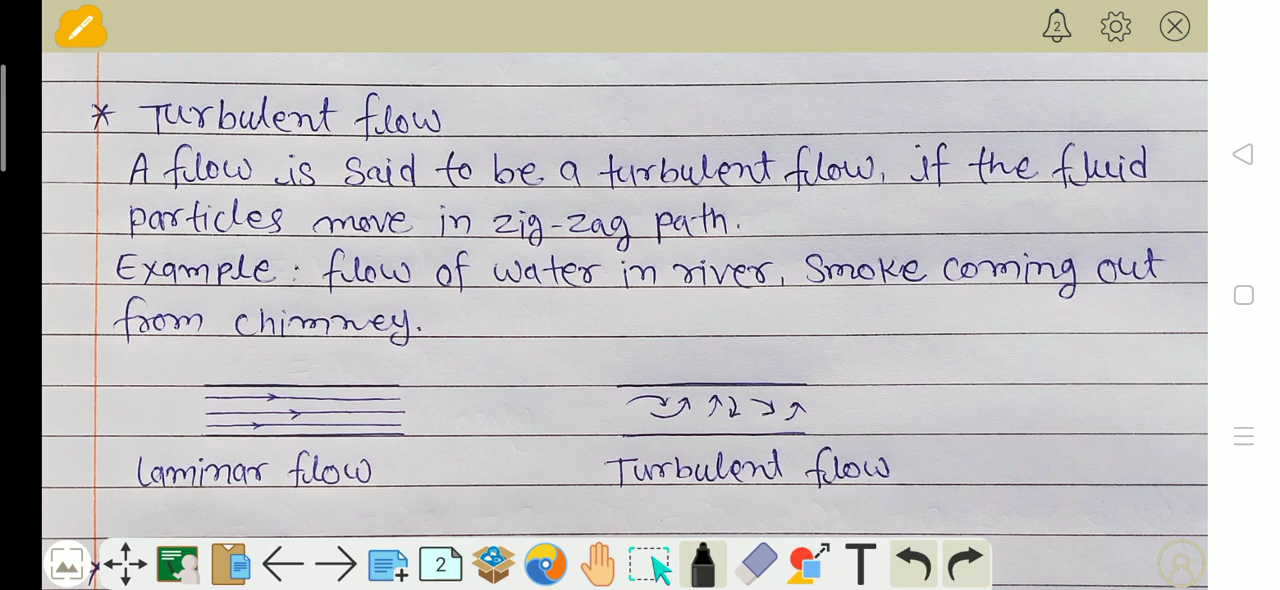 2
* Turbulent flow
A flow is said to be a turbulent flow, if the fluid
particles move in zig-zag path.
Example: flow of water in river, smoke coming out
from chimney.
Laminar flow Turbulent flow
2 T